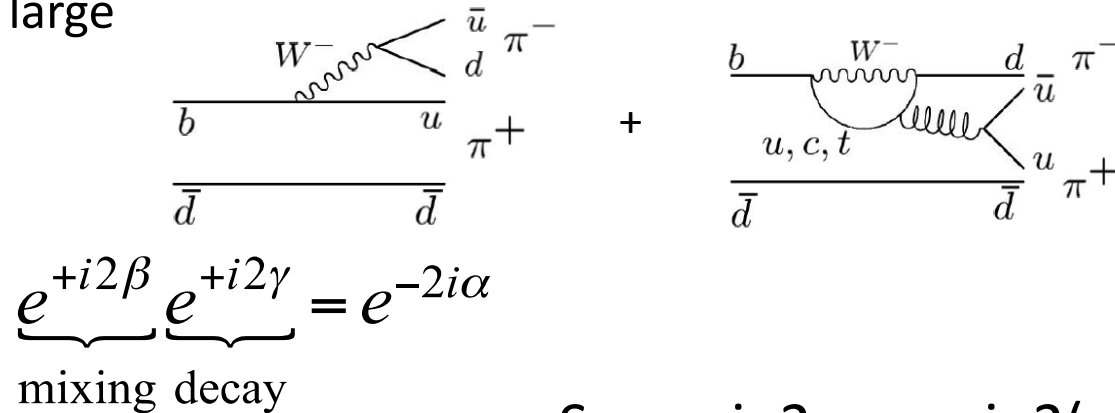 large
W⁻ ū π⁻
d
b u π⁺
d̄ d̄
+
b W⁻ d π⁻
ū
u, c, t
u π⁺
d̄ d̄
e^{+i2β} e^{+i2γ} = e^{-2iα}
mixing decay